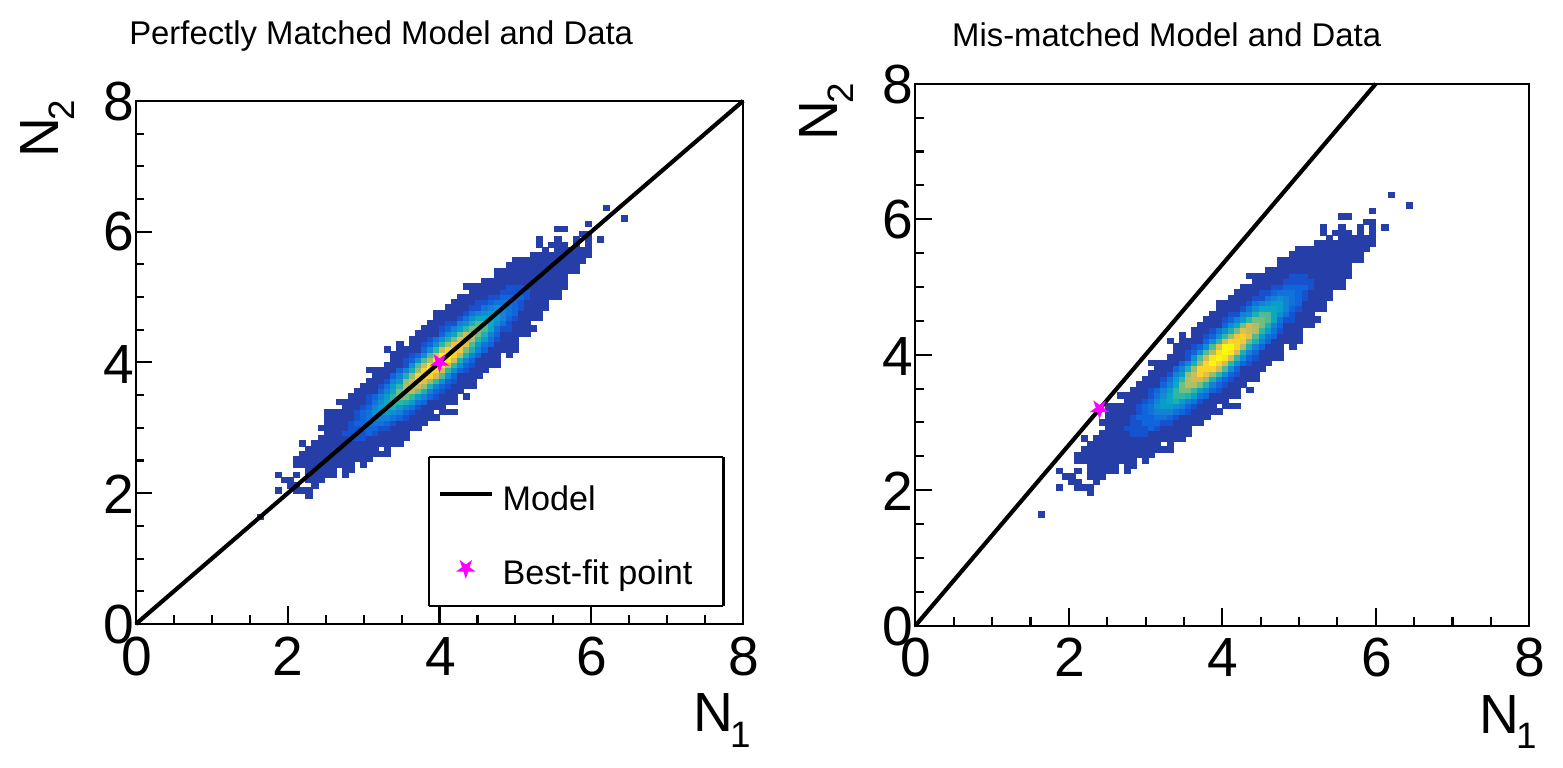 Perfectly Matched Model and Data
N2
8
6
4
2
0
0 2 4 6 8
N1
Model
Best-fit point
Mis-matched Model and Data
N2
8
6
4
2
0
0 2 4 6 8
N1